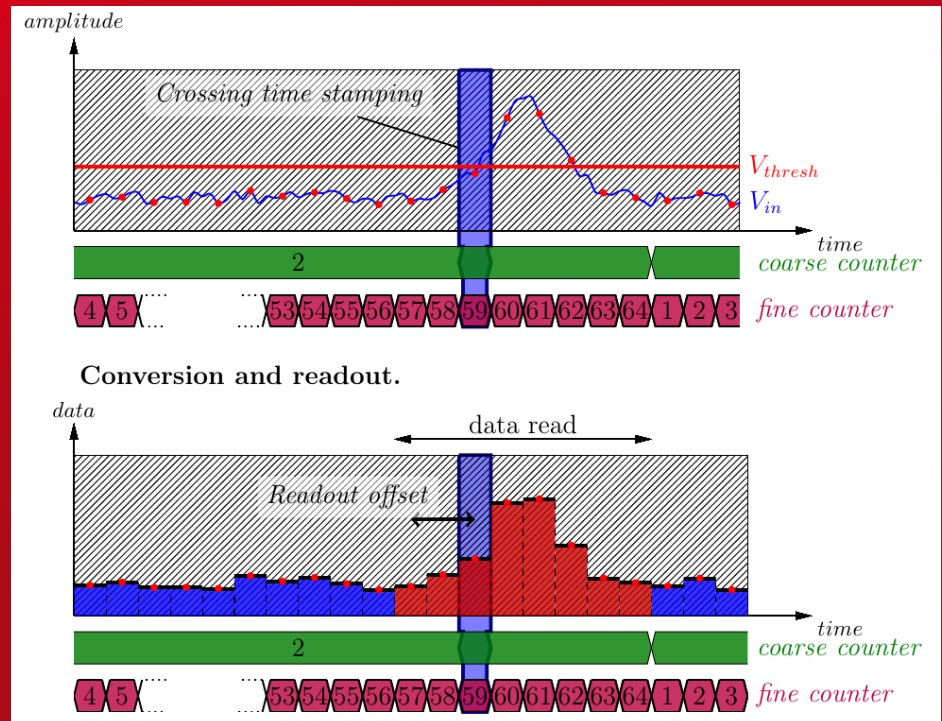 amplitude
Crossing time stamping
V_thresh
V_in
time
2
coarse counter
4 5 .... .... 53 54 55 56 57 58 59 60 61 62 63 64 1 2 3
fine counter
Conversion and readout.
data
data read
Readout offset
time
2
coarse counter
4 5 .... .... 53 54 55 56 57 58 59 60 61 62 63 64 1 2 3
fine counter